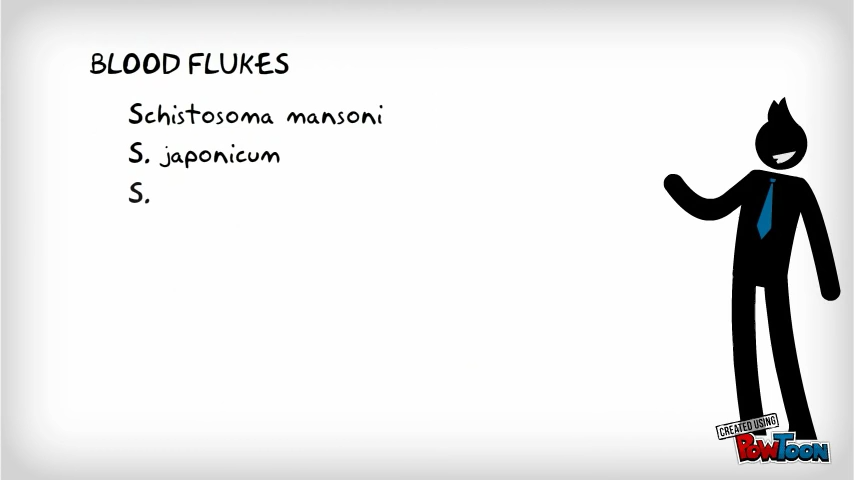 BLOOD FLUKES
Schistosoma mansoni
S. japonicum
S.
CREATED USING
POWTOON